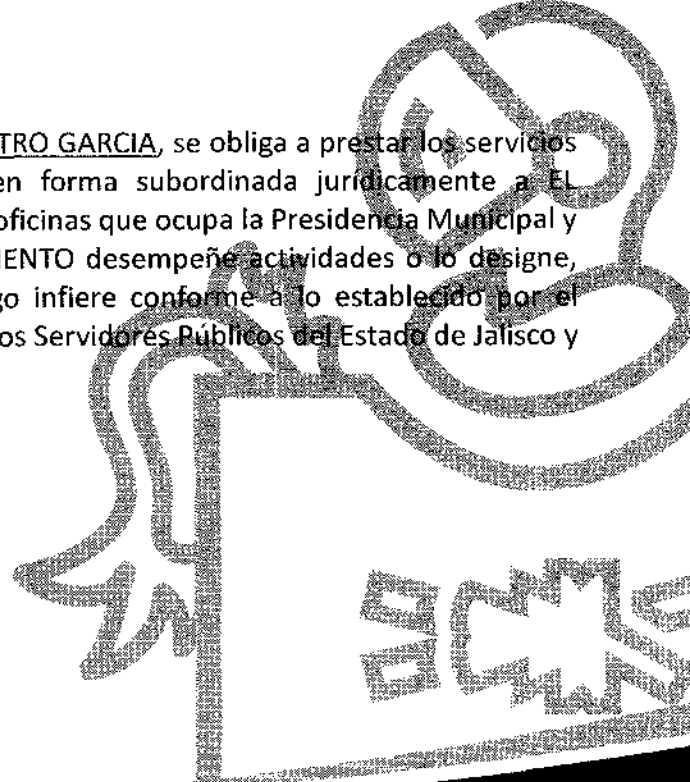 TRO GARCIA, se obliga a prestar los servicios
en forma subordinada jurídicamente a EL
oficinas que ocupa la Presidencia Municipal y
IENTO desempeñe actividades o lo designe,
go infiere conforme a lo establecido por el
os Servidores Públicos del Estado de Jalisco y